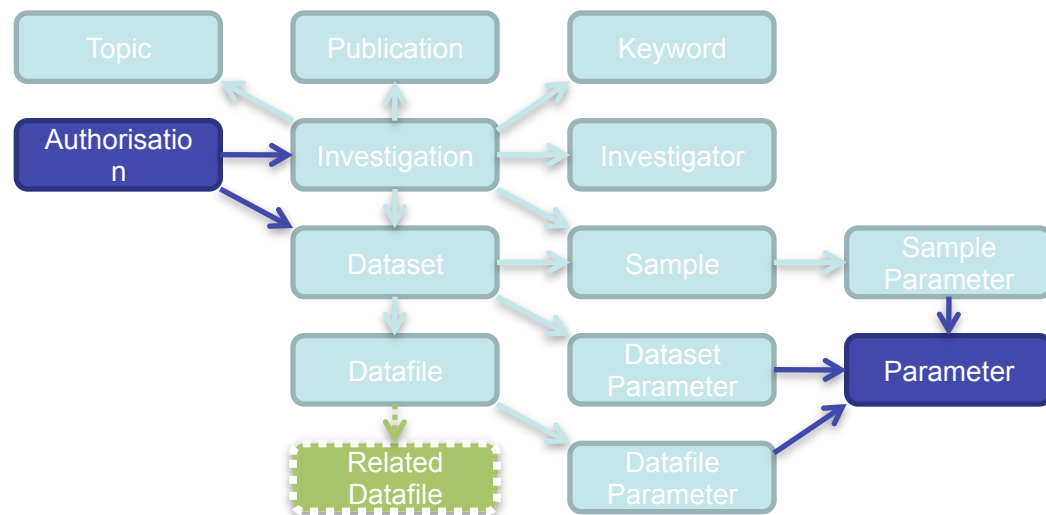 Topic
Publication
Keyword
Authorisatio
n
Investigation
Investigator
Dataset
Sample
Sample
Parameter
Datafile
Dataset
Parameter
Parameter
Related
Datafile
Datafile
Parameter